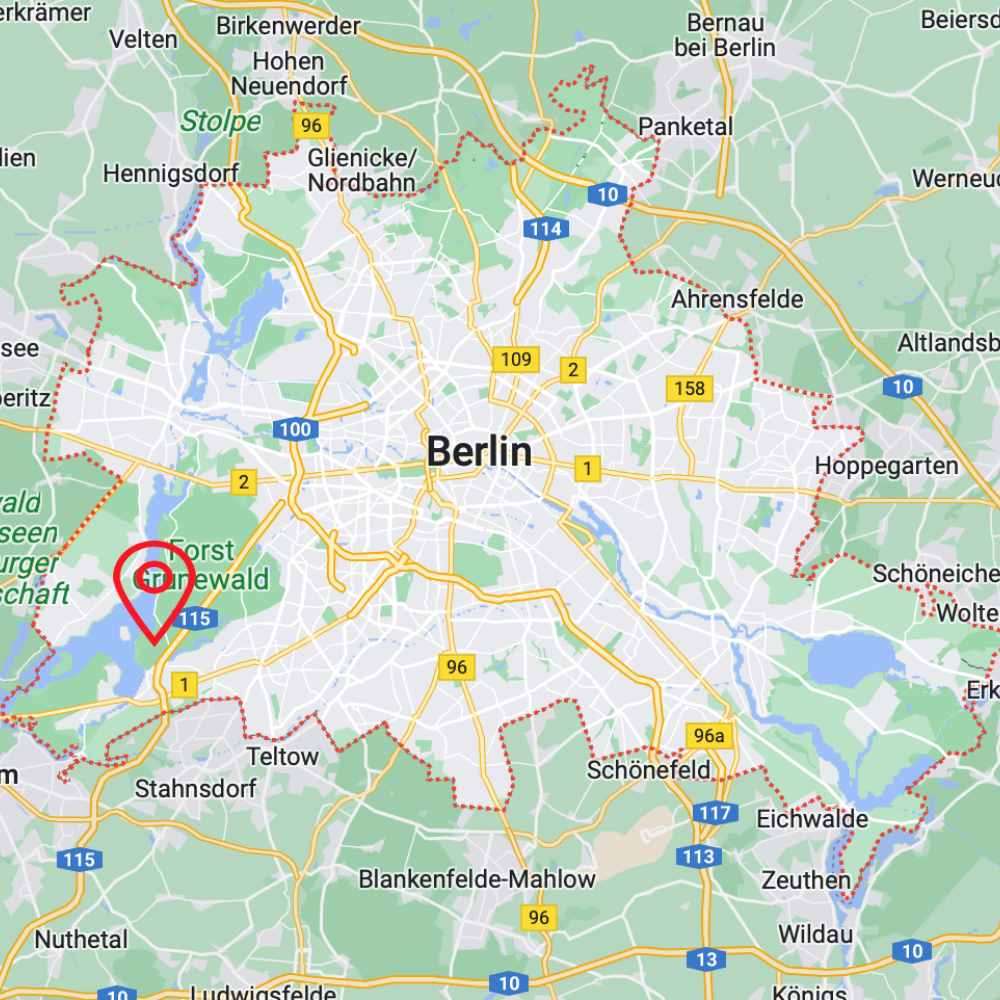 erkrämer
Velten
Birkenwerder
Bernau
bei Berlin
Beiersd
Hohen
Neuendorf
Stolpe
96
Panketal
lien
Hennigsdorf
Glienicke/
Nordbahn
10
Werneuc
114
Ahrensfelde
see
109
2
158
Altlandsb
10
eritz
100
Berlin
2
1
Hoppegarten
ald
seen
urger
schaft
Forst
Grunewald
Schöneiche
Wolte
115
96
1
Erk
96a
Teltow
Schönefeld
m
Stahnsdorf
117
Eichwalde
115
113
Blankenfelde-Mahlow
Zeuthen
96
Nuthetal
Wildau
10
13
10
10
Ludwigsfelde
Königs